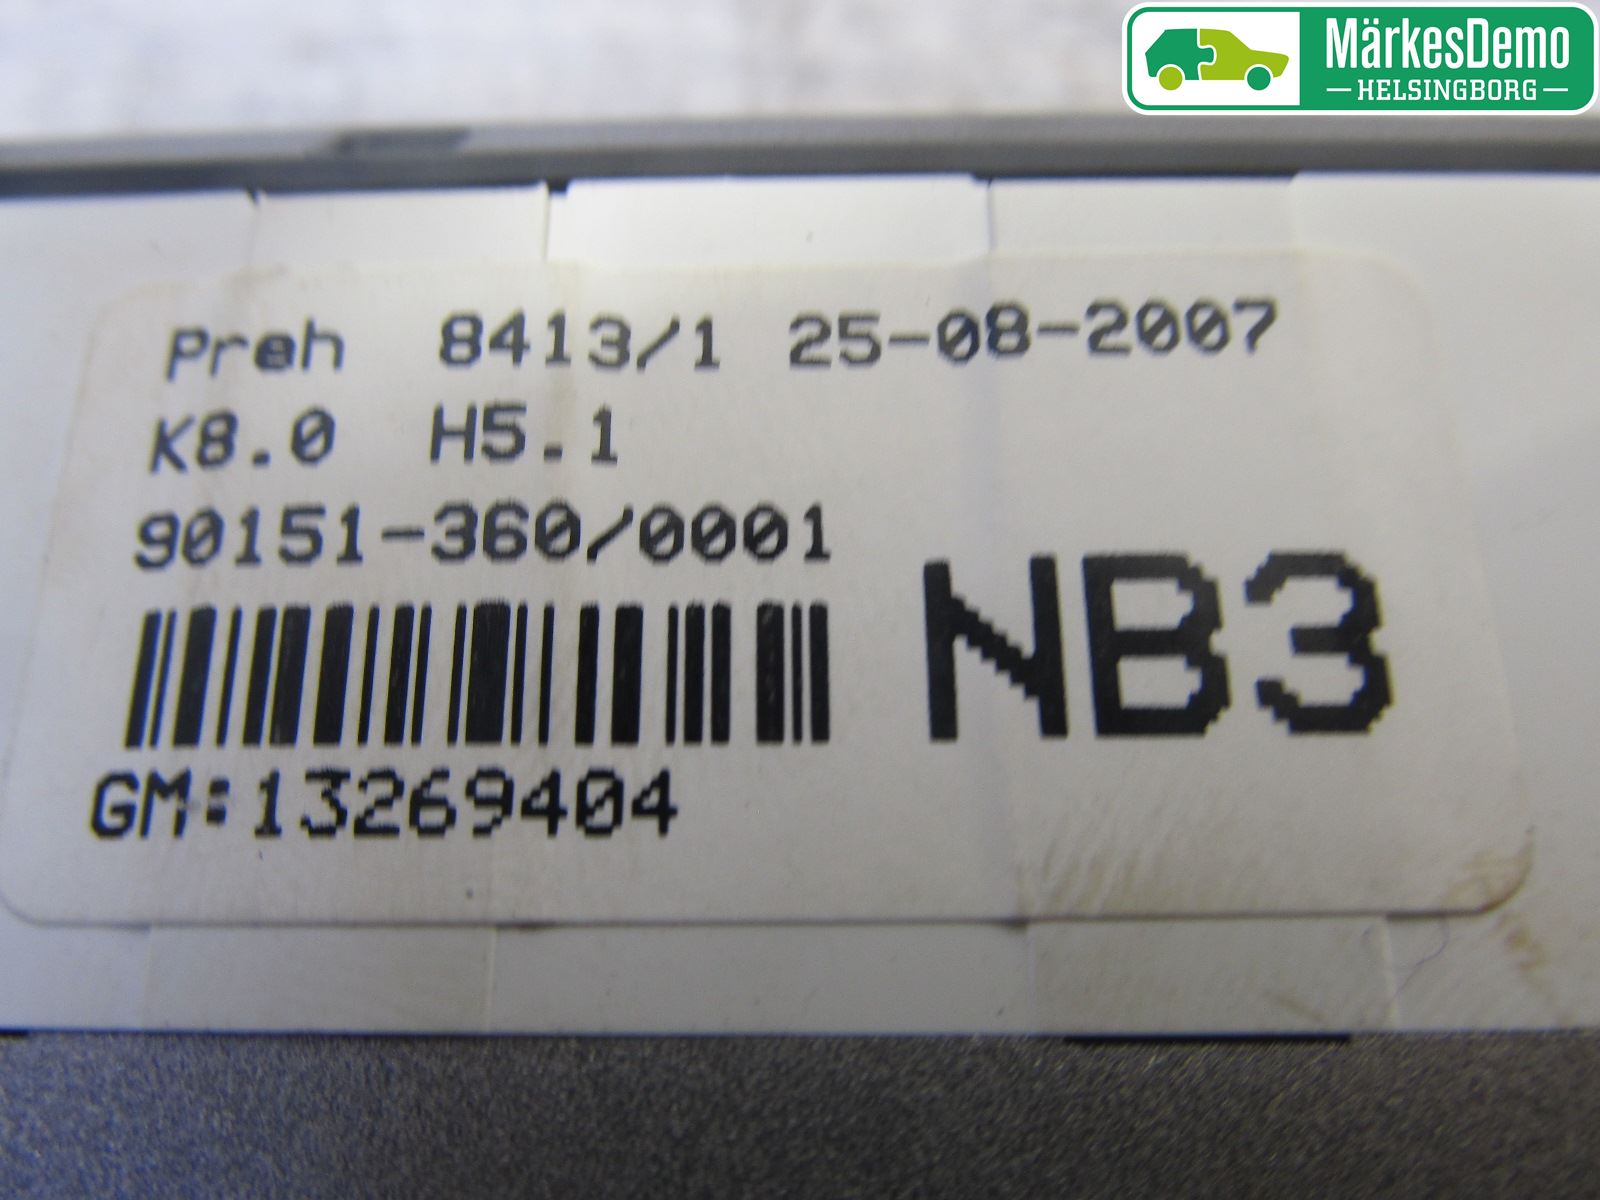 MärkesDemo
HELSINGBORG
Preh 8413/1 25-08-2007
K8.0 H5.1
90151-360/0001
NB3
GM:13269404